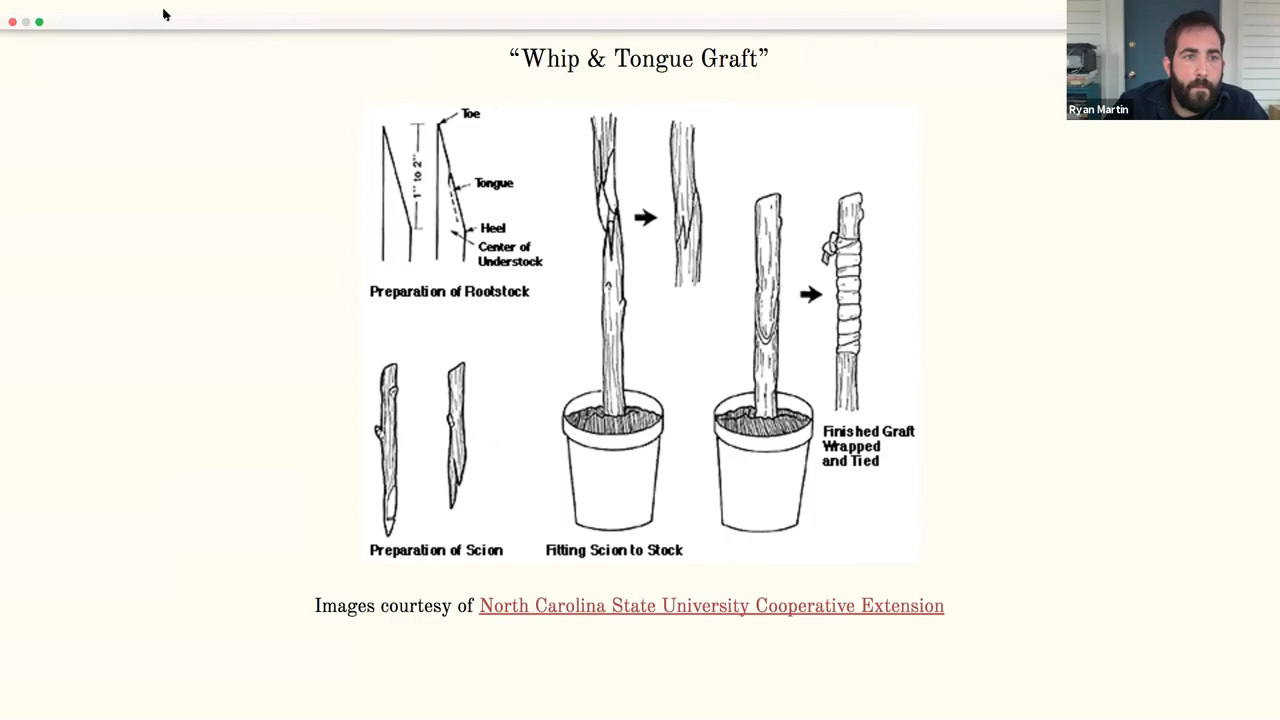 “Whip & Tongue Graft”
Ryan Martin
Toe
1" to 2"
Tongue
Heel
Center of
Understock
Preparation of Rootstock
Finished Graft
Wrapped
and Tied
Preparation of Scion
Fitting Scion to Stock
Images courtesy of North Carolina State University Cooperative Extension